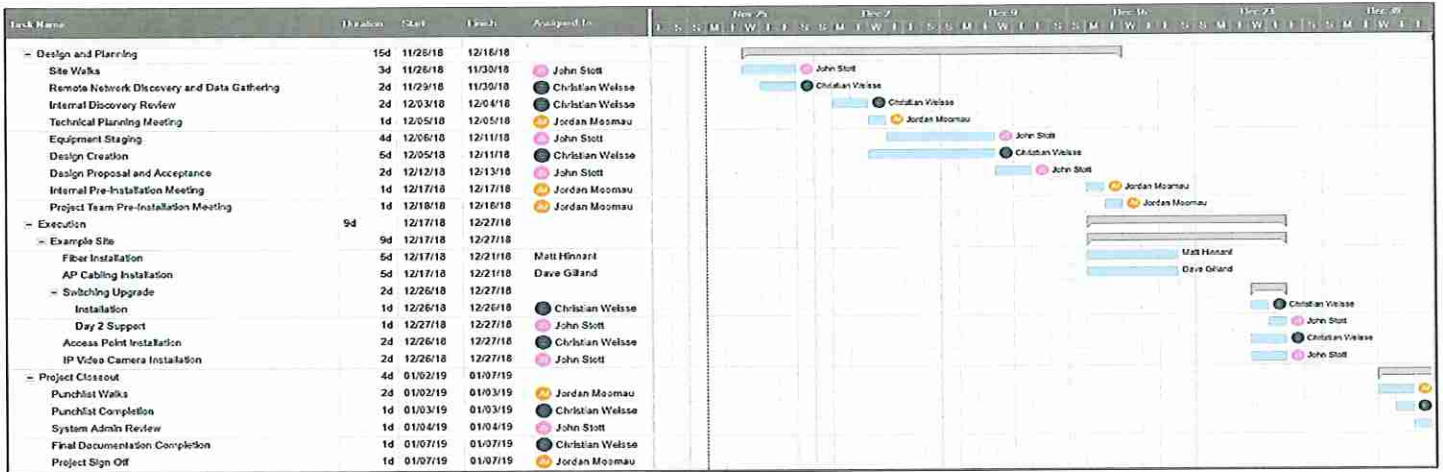 Task Name Duration Start Finish Assigned To Nov 25 Dec 2 Dec 9 Dec 16 Dec 23 Dec 30
Design and Planning 15d 11/26/18 12/18/18
Site Walks 3d 11/26/18 11/30/18 John Stott John Stott
Remote Network Discovery and Data Gathering 2d 11/29/18 11/30/18 Christian Weisse Christian Weisse
Internal Discovery Review 2d 12/03/18 12/04/18 Christian Weisse Christian Weisse
Technical Planning Meeting 1d 12/05/18 12/05/18 Jordan Moomau Jordan Moomau
Equipment Staging 4d 12/06/18 12/11/18 John Stott John Stott
Design Creation 5d 12/05/18 12/11/18 Christian Weisse Christian Weisse
Design Proposal and Acceptance 2d 12/12/18 12/13/18 John Stott John Stott
Internal Pre-Installation Meeting 1d 12/17/18 12/17/18 Jordan Moomau Jordan Moomau
Project Team Pre-Installation Meeting 1d 12/18/18 12/18/18 Jordan Moomau Jordan Moomau
Execution 9d 12/17/18 12/27/18
Example Site 9d 12/17/18 12/27/18
Fiber Installation 5d 12/17/18 12/21/18 Matt Hinnant Matt Hinnant
AP Cabling Installation 5d 12/17/18 12/21/18 Dave Gilland Dave Gilland
Switching Upgrade 2d 12/26/18 12/27/18
Installation 1d 12/26/18 12/26/18 Christian Weisse Christian Weisse
Day 2 Support 1d 12/27/18 12/27/18 John Stott John Stott
Access Point Installation 2d 12/26/18 12/27/18 Christian Weisse Christian Weisse
IP Video Camera Installation 2d 12/26/18 12/27/18 John Stott John Stott
Project Closeout 4d 01/02/19 01/07/19
Punchlist Walks 2d 01/02/19 01/03/19 Jordan Moomau
Punchlist Completion 1d 01/03/19 01/03/19 Christian Weisse
System Admin Review 1d 01/04/19 01/04/19 John Stott
Final Documentation Completion 1d 01/07/19 01/07/19 Christian Weisse
Project Sign Off 1d 01/07/19 01/07/19 Jordan Moomau